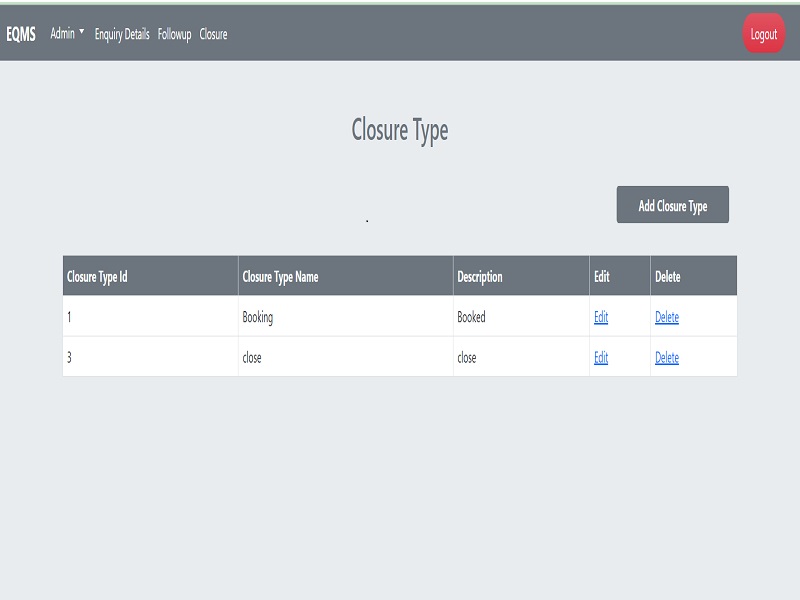 EQMS Admin Enquiry Details Followup Closure Logout
Closure Type
Add Closure Type
.
Closure Type Id Closure Type Name Description Edit Delete
1 Booking Booked Edit Delete
3 close close Edit Delete